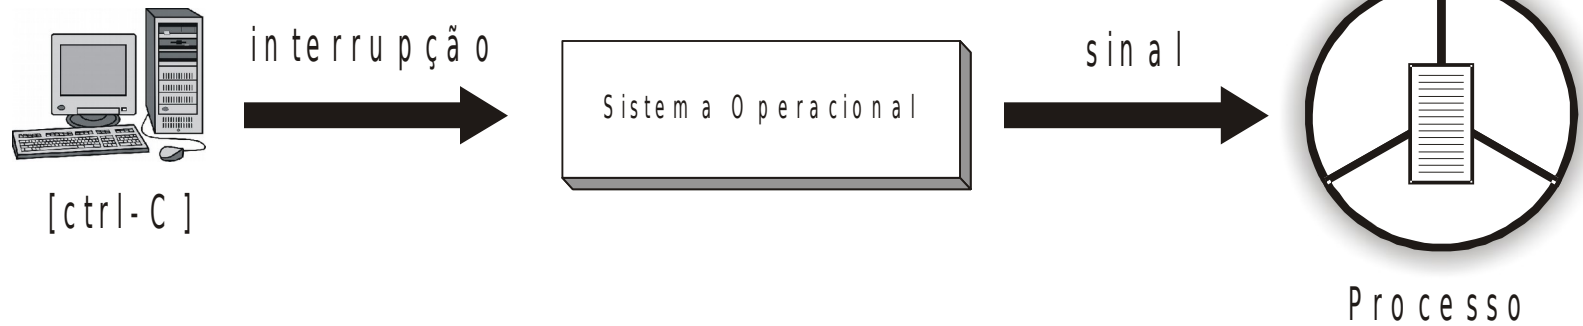 interrupção
sinal
Sistema Operacional
[ctrl-C]
Processo